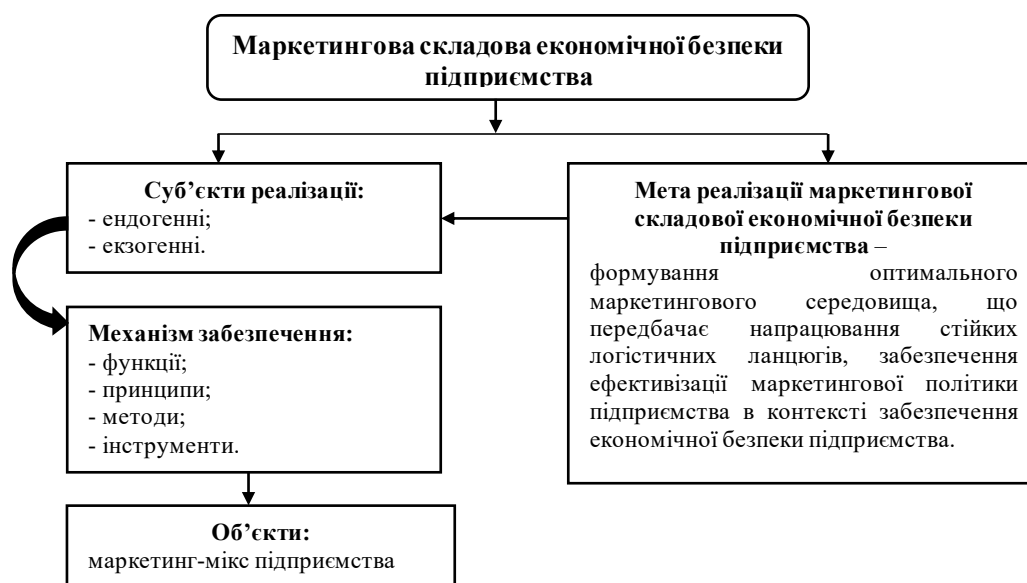 Маркетингова складова економічної безпеки
підприємства
Суб’єкти реалізації:
- ендогенні;
- екзогенні.
Механізм забезпечення:
- функції;
- принципи;
- методи;
- інструменти.
Об’єкти:
маркетинг-мікс підприємства
Мета реалізації маркетингової
складової економічної безпеки
підприємства –
формування оптимального
маркетингового середовища, що
передбачає напрацювання стійких
логістичних ланцюгів, забезпечення
ефективізації маркетингової політики
підприємства в контексті забезпечення
економічної безпеки підприємства.